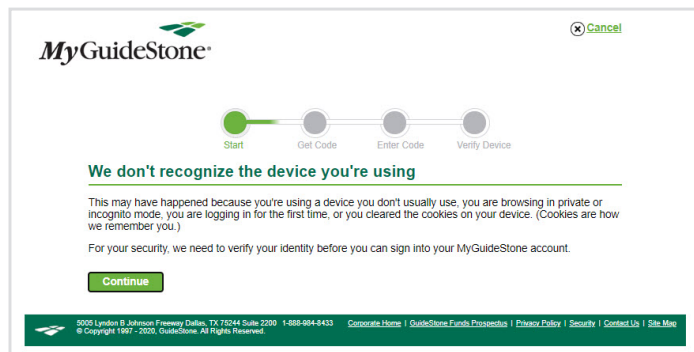 Cancel
MyGuideStone
Start
Get Code
Enter Code
Verify Device
We don't recognize the device you're using
This may have happened because you're using a device you don't usually use, you are browsing in private or
incognito mode, you are logging in for the first time, or you cleared the cookies on your device. (Cookies are how
we remember you.)
For your security, we need to verify your identity before you can sign into your MyGuideStone account.
Continue
5005 Lyndon B Johnson Freeway Dallas, TX 75244 Suite 2200 1-888-984-8433 Corporate Home | GuideStone Funds Prospectus | Privacy Policy | Security | Contact Us | Site Map
© Copyright 1997 - 2020, GuideStone. All Rights Reserved.